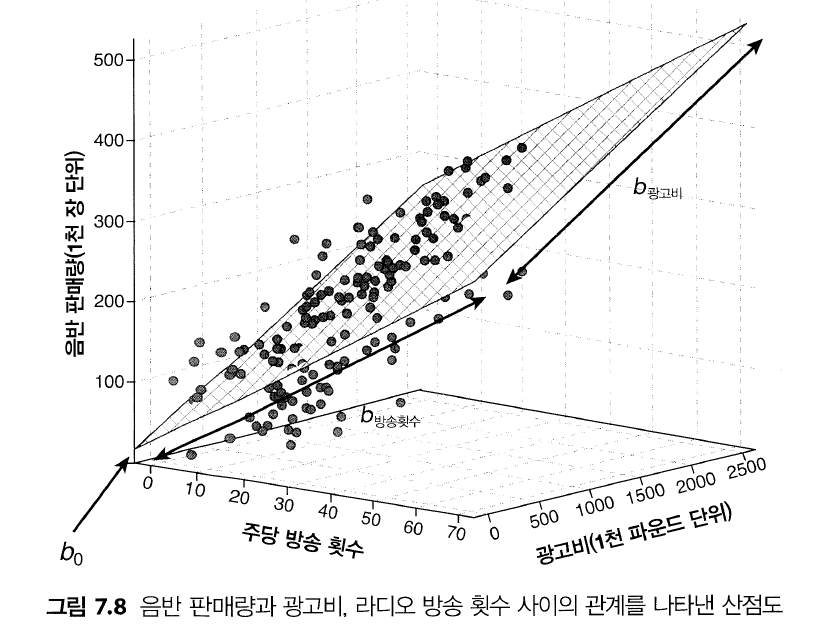 500
400
300
200
100
음반 판매량(1천 장 단위)
b광고비
b방송횟수
b0
0 10 20 30 40 50 60 70
주당 방송 횟수
0 500 1000 1500 2000 2500
광고비(1천 파운드 단위)
그림 7.8 음반 판매량과 광고비, 라디오 방송 횟수 사이의 관계를 나타낸 산점도